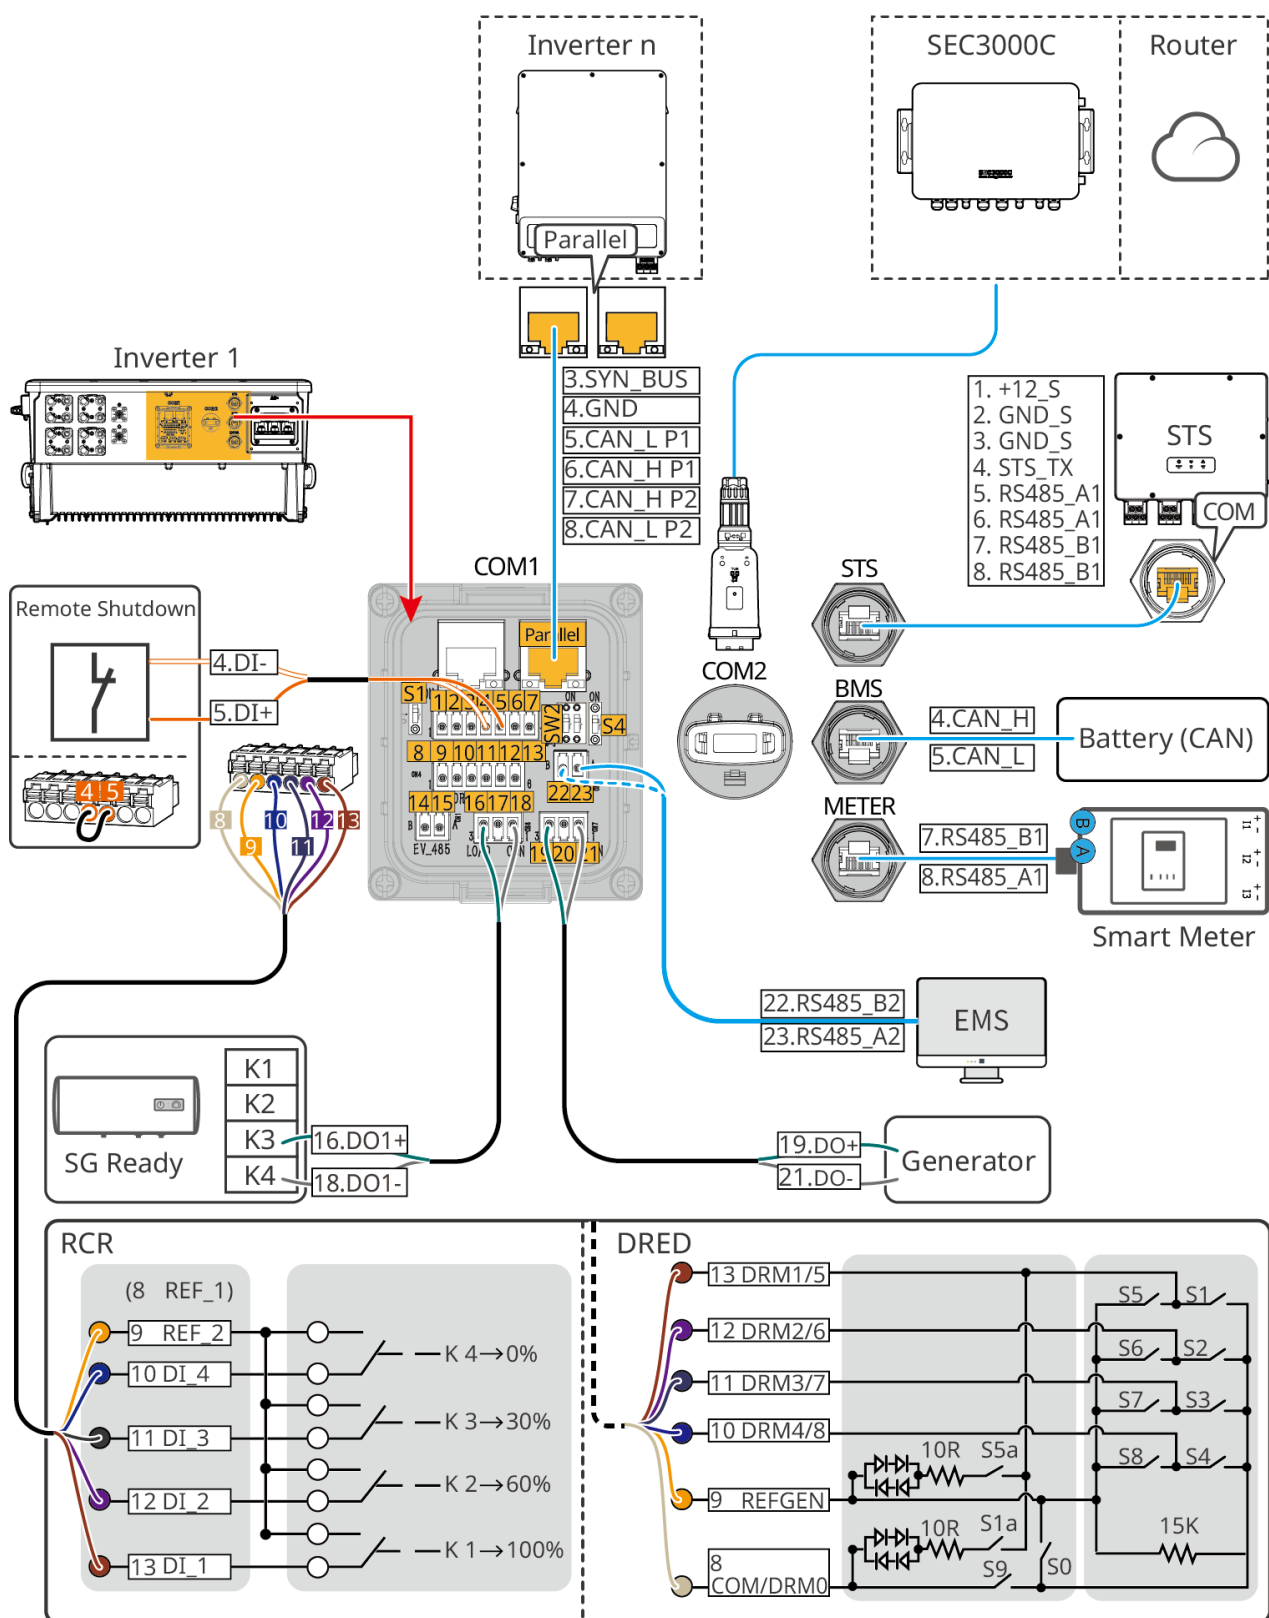 Inverter n
SEC3000C
Router
Parallel
Inverter 1
3.SYN_BUS
4.GND
5.CAN_L P1
6.CAN_H P1
7.CAN_H P2
8.CAN_L P2
1. +12_S
2. GND_S
3. GND_S
4. STS_TX
5. RS485_A1
6. RS485_A1
7. RS485_B1
8. RS485_B1
STS
COM
COM1
STS
Remote Shutdown
4.DI-
5.DI+
4 5
8 9 10 11 12 13
Parallel
S1
ON
ON
1 2 3 4 5 6 7
SW2
S4
8 9 10 11 12 13
22 23
14 15 16 17 18
EV_485
19 20 21
COM2
BMS
4.CAN_H
5.CAN_L
Battery (CAN)
METER
7.RS485_B1
8.RS485_A1
B
A
I1
I2
I3
Smart Meter
22.RS485_B2
23.RS485_A2
EMS
K1
K2
K3
K4
SG Ready
16.DO1+
18.DO1-
19.DO+
21.DO-
Generator
RCR
(8 REF_1)
9 REF_2
10 DI_4
11 DI_3
12 DI_2
13 DI_1
K 4→0%
K 3→30%
K 2→60%
K 1→100%
DRED
13 DRM1/5
12 DRM2/6
11 DRM3/7
10 DRM4/8
9 REFGEN
8
COM/DRM0
10R
S5a
10R
S1a
S9
S0
S5
S1
S6
S2
S7
S3
S8
S4
15K